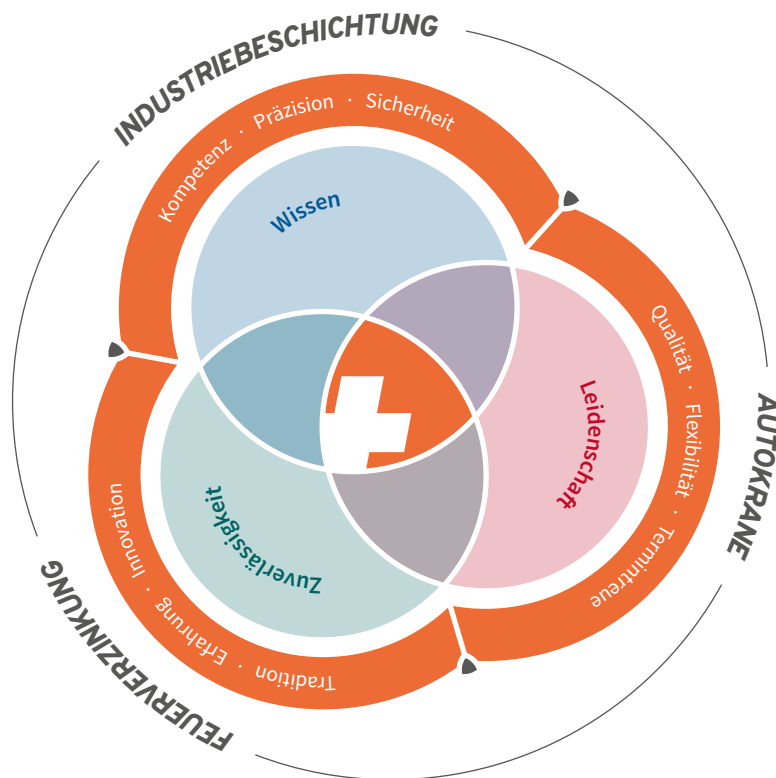 INDUSTRIEBESCHICHTUNG
Kompetenz · Präzision · Sicherheit
Wissen
AUTOKRANE
Qualität · Flexibilität · Termintreue
Leidenschaft
FEUERVERZINKUNG
Tradition · Erfahrung · Innovation
Zuverlässigkeit